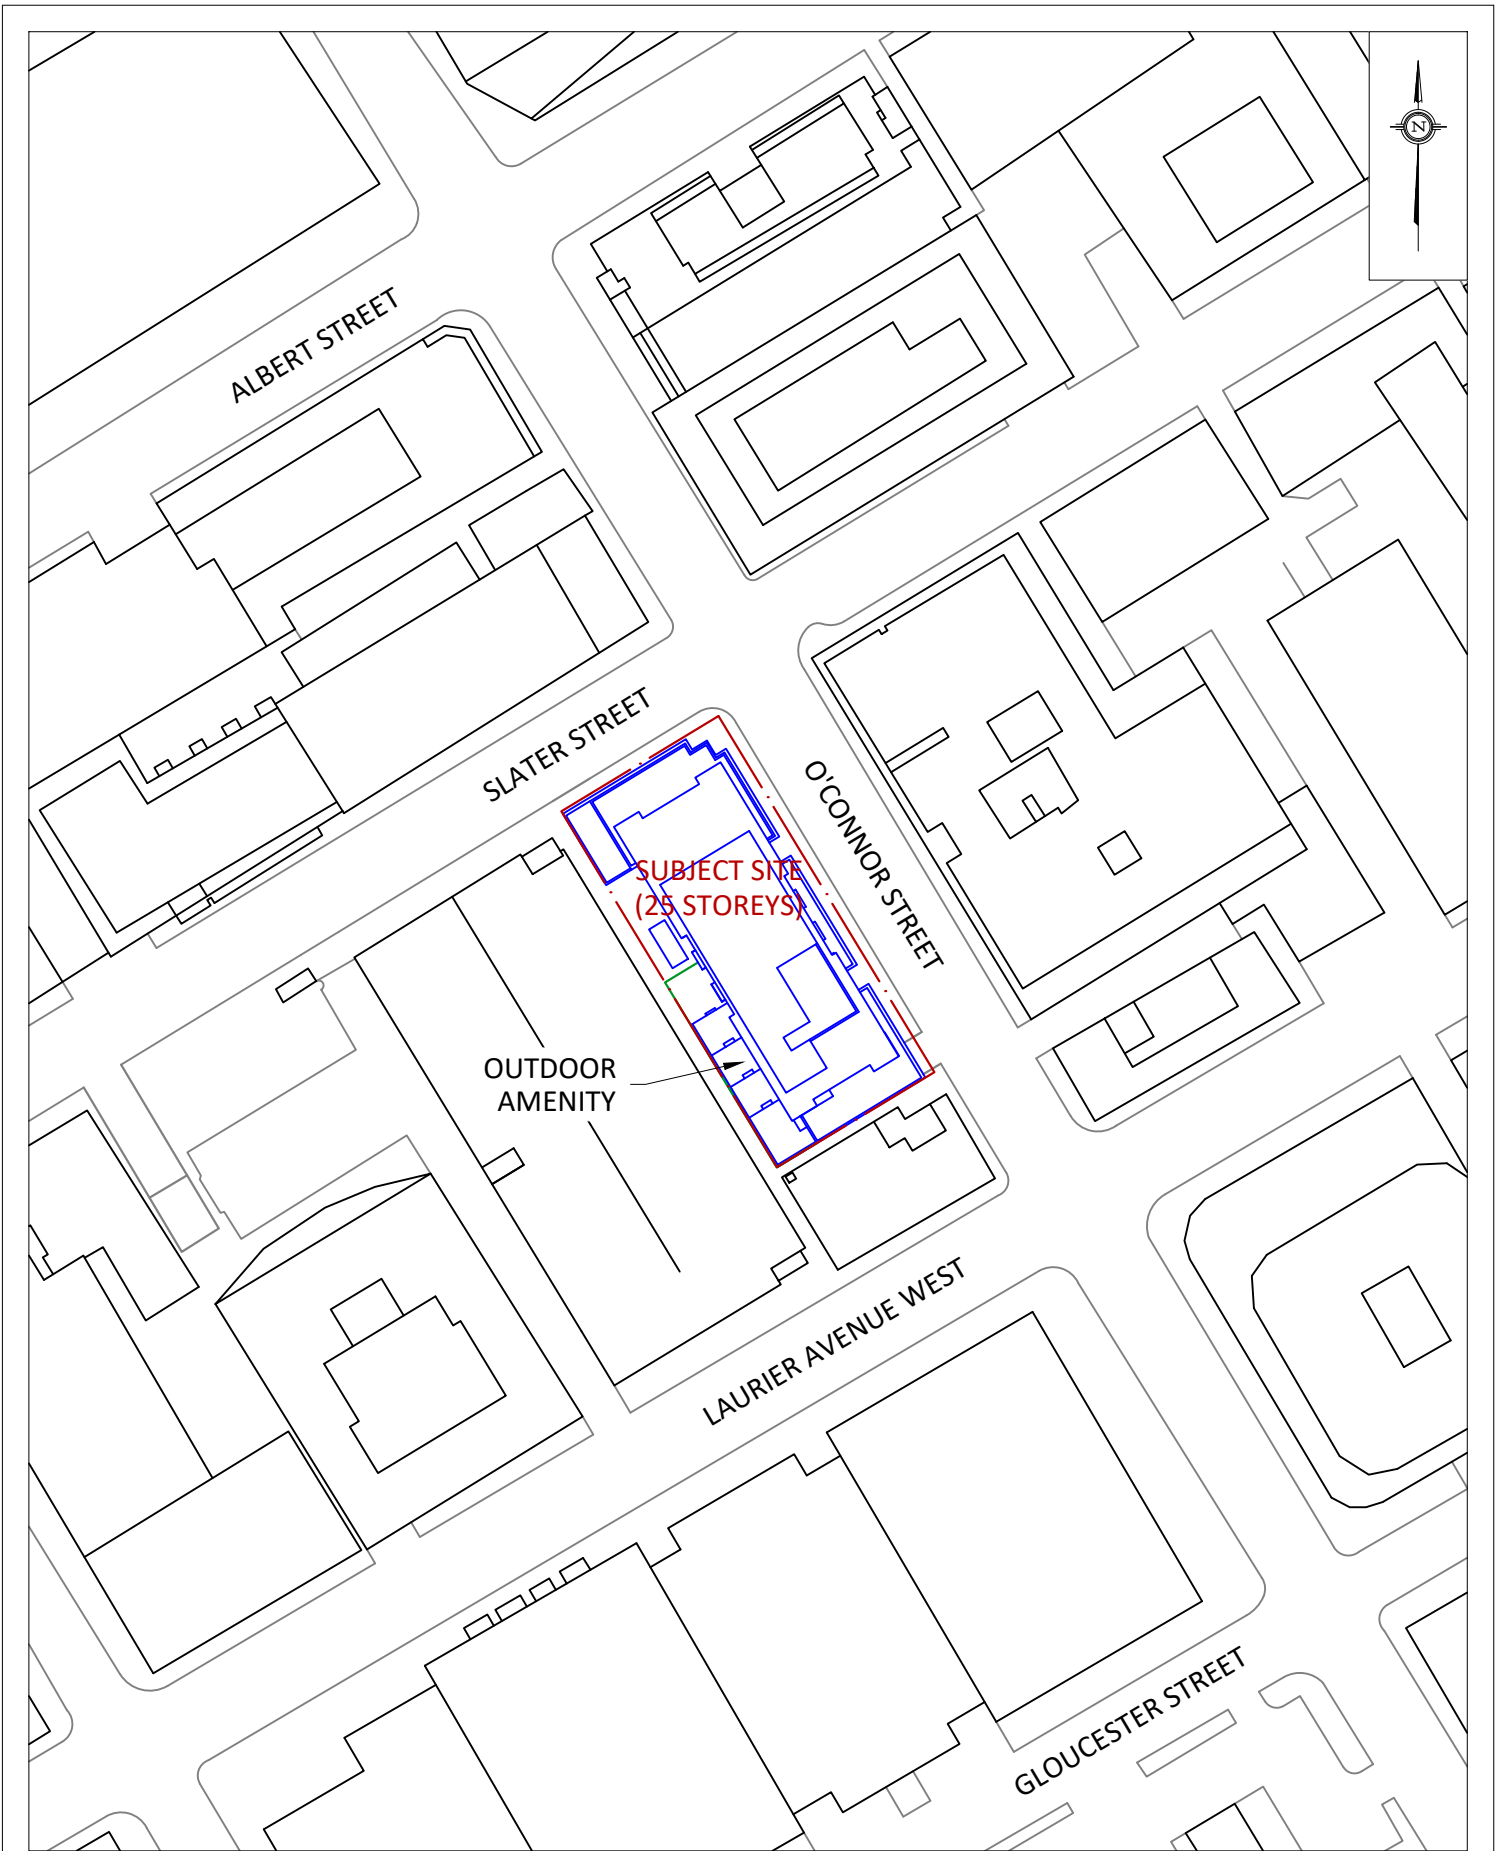 N
ALBERT STREET
SLATER STREET
O'CONNOR STREET
SUBJECT SITE
(25 STOREYS)
OUTDOOR
AMENITY
LAURIER AVENUE WEST
GLOUCESTER STREET